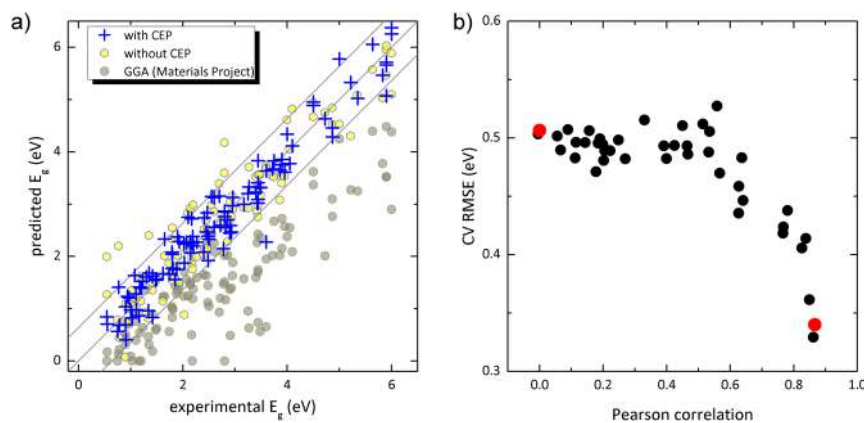 a)
with CEP
without CEP
GGA (Materials Project)
predicted E_g (eV)
6
4
2
0
0 2 4 6
experimental E_g (eV)
b)
CV RMSE (eV)
0.6
0.5
0.4
0.3
0.0 0.2 0.4 0.6 0.8 1.0
Pearson correlation